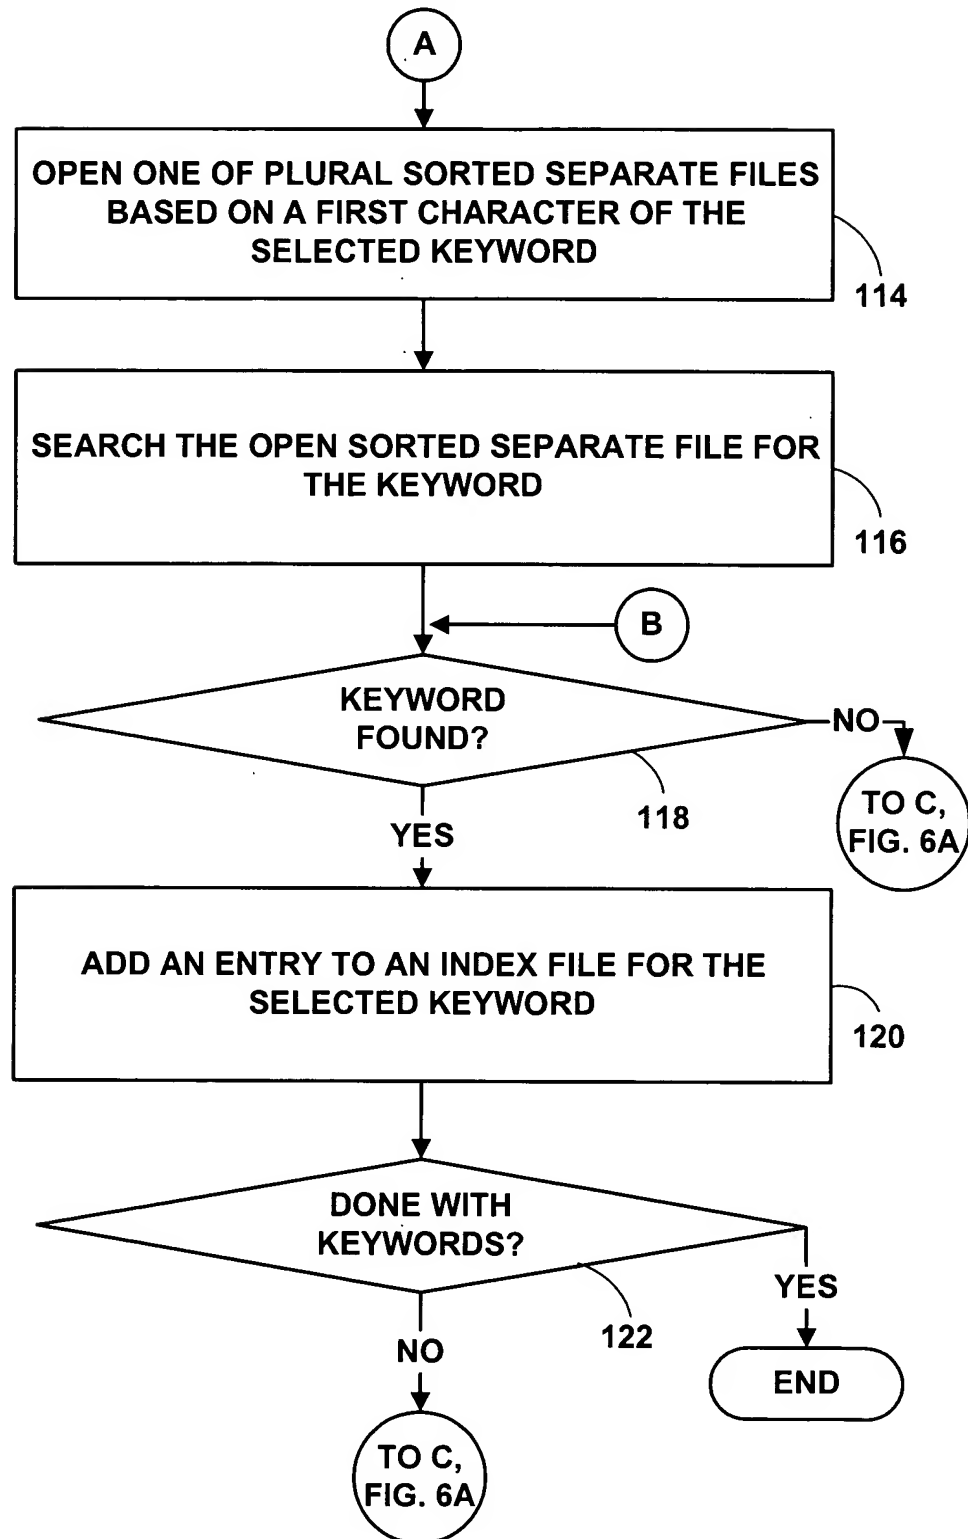 A
OPEN ONE OF PLURAL SORTED SEPARATE FILES
BASED ON A FIRST CHARACTER OF THE
SELECTED KEYWORD
114
SEARCH THE OPEN SORTED SEPARATE FILE FOR
THE KEYWORD
116
B
KEYWORD
FOUND?
NO
118
TO C,
FIG. 6A
YES
ADD AN ENTRY TO AN INDEX FILE FOR THE
SELECTED KEYWORD
120
DONE WITH
KEYWORDS?
YES
122
NO
END
TO C,
FIG. 6A